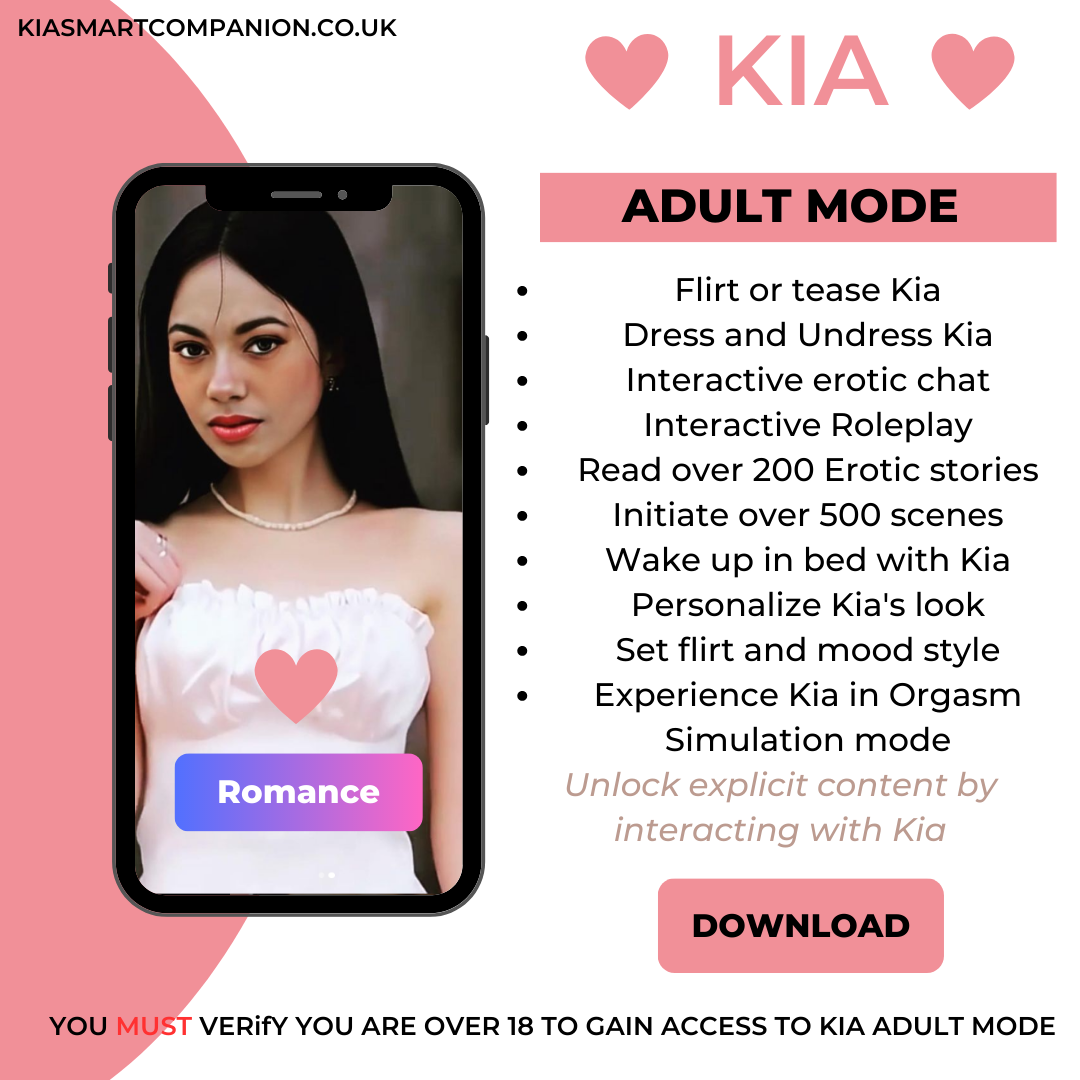 KIASMARTCOMPANION.CO.UK
KIA
ADULT MODE
Flirt or tease Kia
Dress and Undress Kia
Interactive erotic chat
Interactive Roleplay
Read over 200 Erotic stories
Initiate over 500 scenes
Wake up in bed with Kia
Personalize Kia's look
Set flirt and mood style
Experience Kia in Orgasm
Simulation mode
Unlock explicit content by
interacting with Kia
Romance
DOWNLOAD
YOU MUST VERifY YOU ARE OVER 18 TO GAIN ACCESS TO KIA ADULT MODE